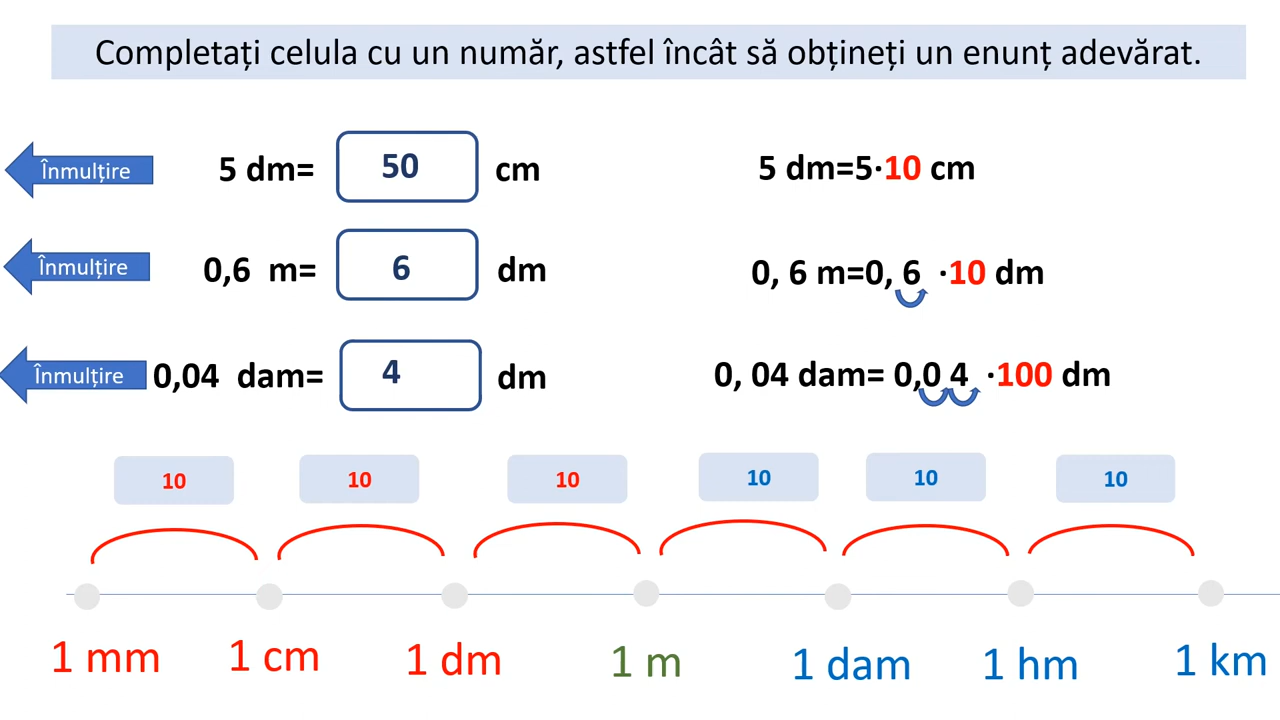 Completați celula cu un număr, astfel încât să obțineți un enunț adevărat.
Înmulțire 5 dm= 50 cm 5 dm=5·10 cm
Înmulțire 0,6 m= 6 dm 0, 6 m=0, 6 ·10 dm
Înmulțire 0,04 dam= 4 dm 0, 04 dam= 0,0 4 ·100 dm
10 10 10 10 10 10
1 mm 1 cm 1 dm 1 m 1 dam 1 hm 1 km